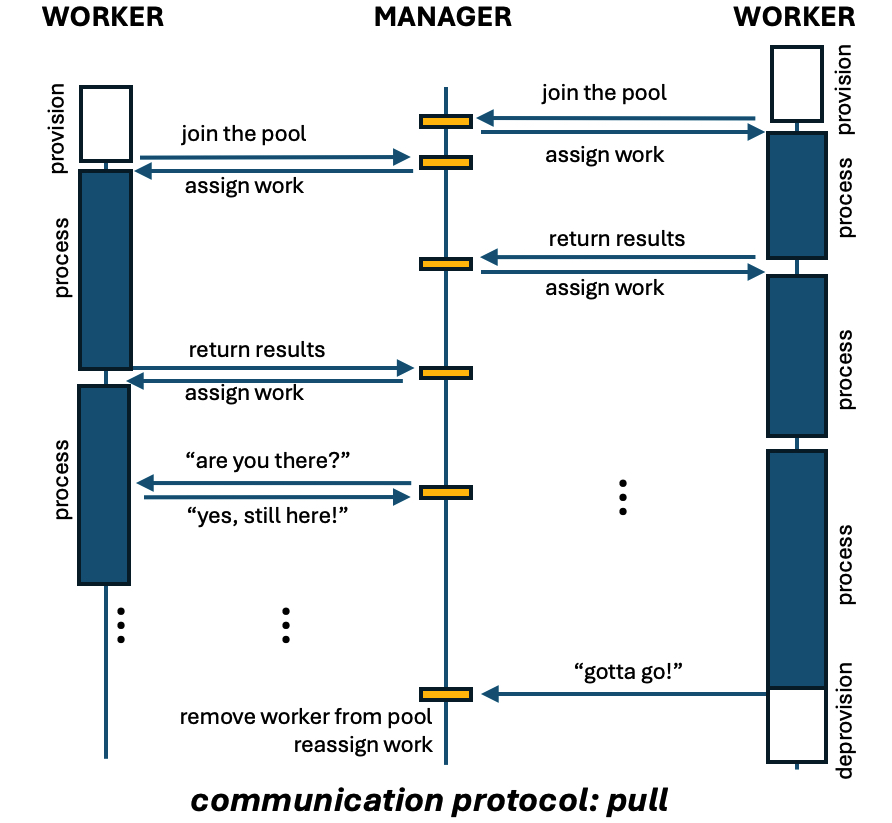 WORKER MANAGER WORKER
provision
join the pool
provision
join the pool
assign work
assign work
process
process
return results
assign work
return results
assign work
process
process
“are you there?”
“yes, still here!”
process
“gotta go!”
remove worker from pool
reassign work
deprovision
communication protocol: pull